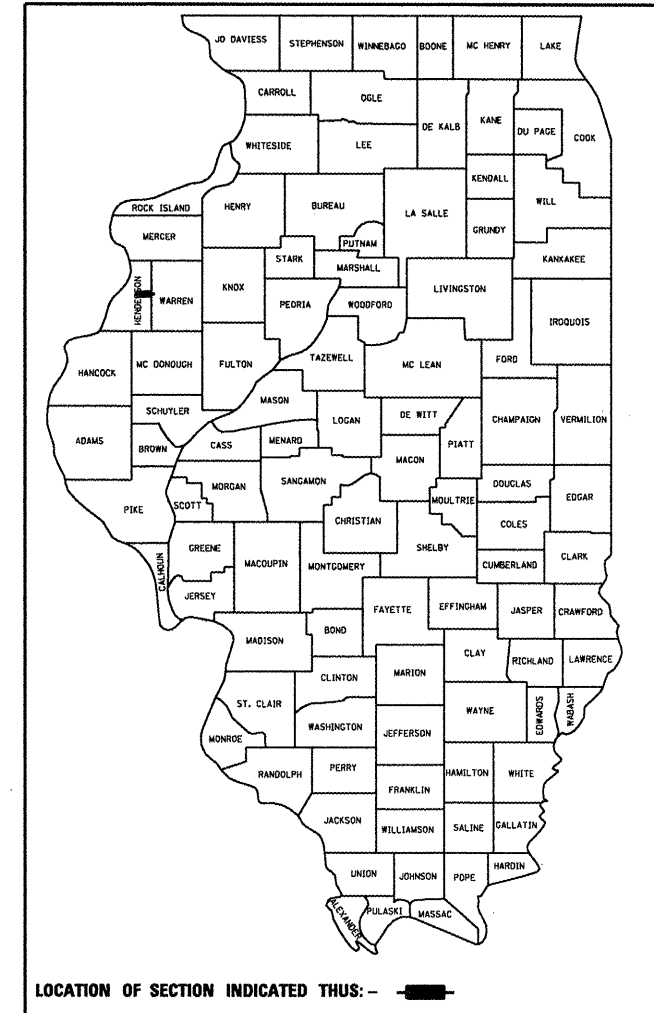 JO DAVIESS STEPHENSON WINNEBAGO BOONE MC HENRY LAKE
CARROLL OGLE
DE KALB KANE DU PAGE COOK
WHITESIDE LEE
KENDALL WILL
ROCK ISLAND HENRY BUREAU LA SALLE
GRUNDY
MERCER PUTNAM
STARK MARSHALL KANKAKEE
HENDERSON WARREN KNOX PEORIA WOODFORD LIVINGSTON IROQUOIS
HANCOCK MC DONOUGH FULTON TAZEWELL MC LEAN FORD
MASON
SCHUYLER LOGAN DE WITT CHAMPAIGN VERMILION
ADAMS BROWN CASS MENARD PIATT
MACON
MORGAN SANGAMON DOUGLAS EDGAR
PIKE SCOTT MOULTRIE
CHRISTIAN COLES
GREENE SHELBY
CALHOUN MACOUPIN MONTGOMERY CUMBERLAND CLARK
JERSEY FAYETTE EFFINGHAM JASPER CRAWFORD
MADISON BOND
CLAY RICHLAND LAWRENCE
CLINTON MARION
ST. CLAIR WAYNE EDWARDS WABASH
WASHINGTON JEFFERSON
MONROE
RANDOLPH PERRY HAMILTON WHITE
FRANKLIN
JACKSON WILLIAMSON SALINE GALLATIN
UNION JOHNSON POPE HARDIN
ALEXANDER PULASKI MASSAC
LOCATION OF SECTION INDICATED THUS: –